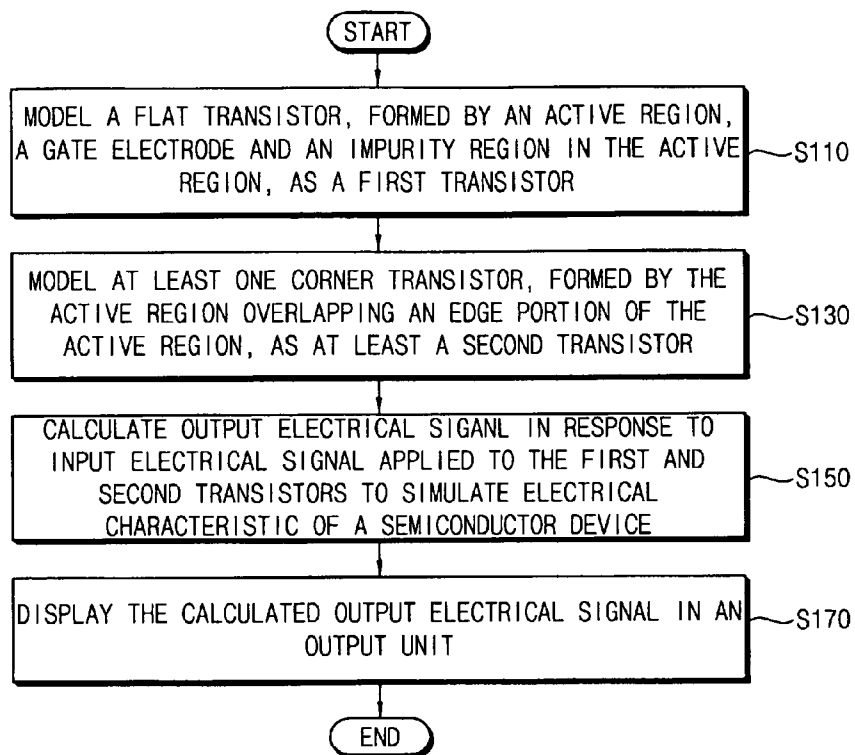 START
MODEL A FLAT TRANSISTOR, FORMED BY AN ACTIVE REGION,
A GATE ELECTRODE AND AN IMPURITY REGION IN THE ACTIVE
REGION, AS A FIRST TRANSISTOR
S110
MODEL AT LEAST ONE CORNER TRANSISTOR, FORMED BY THE
ACTIVE REGION OVERLAPPING AN EDGE PORTION OF THE
ACTIVE REGION, AS AT LEAST A SECOND TRANSISTOR
S130
CALCULATE OUTPUT ELECTRICAL SIGANL IN RESPONSE TO
INPUT ELECTRICAL SIGNAL APPLIED TO THE FIRST AND
SECOND TRANSISTORS TO SIMULATE ELECTRICAL
CHARACTERISTIC OF A SEMICONDUCTOR DEVICE
S150
DISPLAY THE CALCULATED OUTPUT ELECTRICAL SIGNAL IN AN
OUTPUT UNIT
S170
END